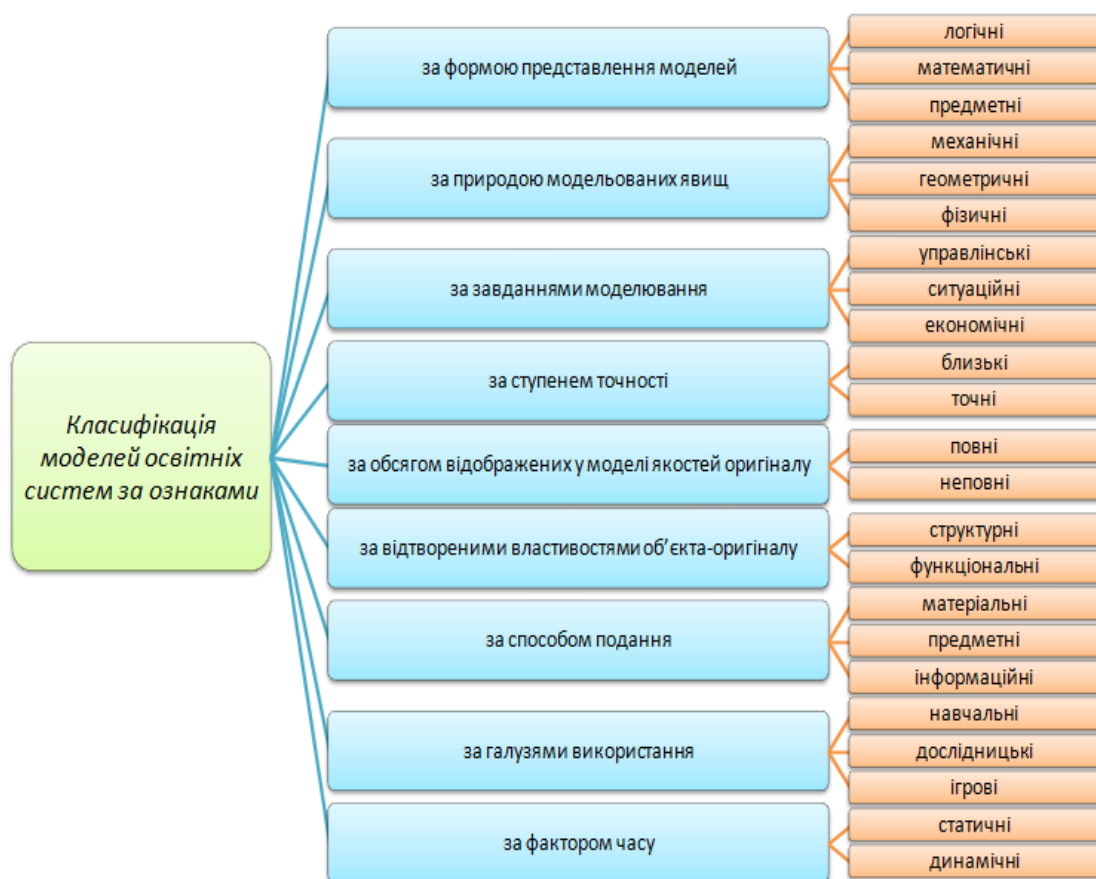 Класифікація
моделей освітніх
систем за ознаками
за формою представлення моделей
логічні
математичні
предметні
за природою модельованих явищ
механічні
геометричні
фізичні
за завданнями моделювання
управлінські
ситуаційні
економічні
за ступенем точності
близькі
точні
за обсягом відображених у моделі якостей оригіналу
повні
неповні
за відтвореними властивостями об’єкта-оригіналу
структурні
функціональні
за способом подання
матеріальні
предметні
інформаційні
за галузями використання
навчальні
дослідницькі
ігрові
за фактором часу
статичні
динамічні